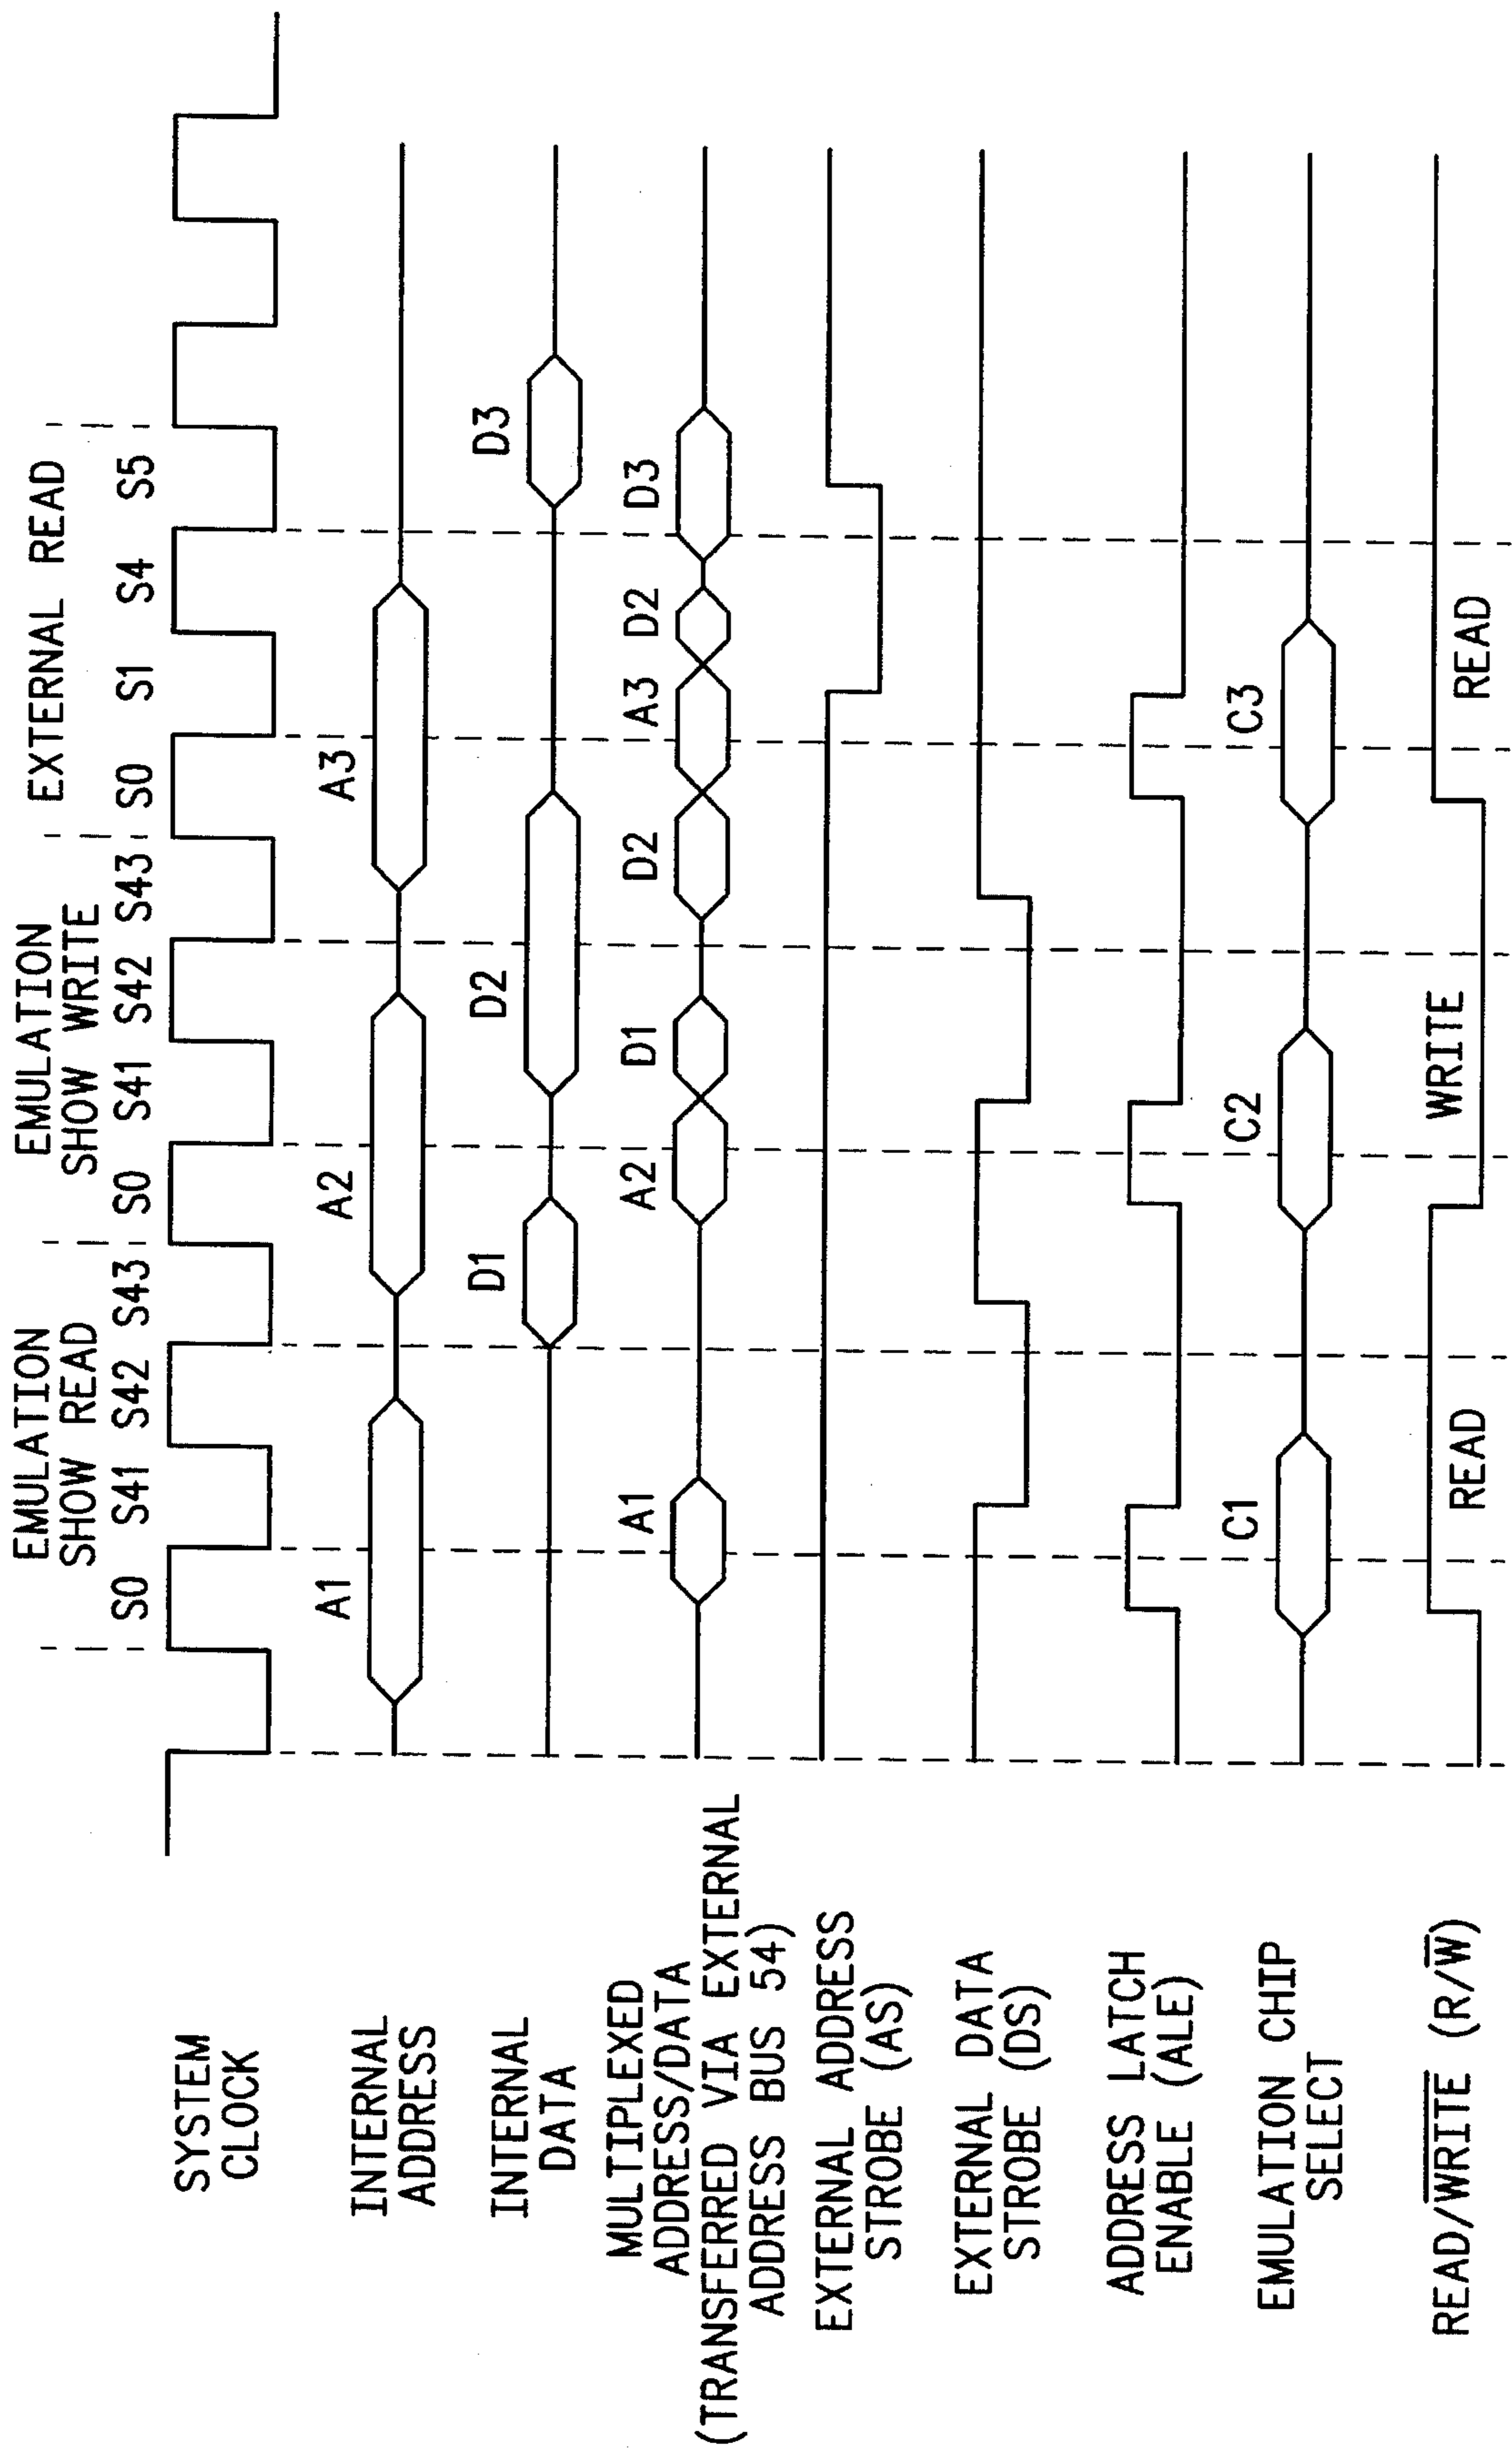 EMULATION
SHOW READ
EMULATION
SHOW WRITE
EXTERNAL READ
S0 S41 S42 S43 S0 S41 S42 S43 S0 S1 S4 S5
SYSTEM
CLOCK
INTERNAL
ADDRESS
A1 A2 A3
INTERNAL
DATA
D1 D2 D3
MULTIPLEXED
ADDRESS/DATA
(TRANSFERRED VIA EXTERNAL
ADDRESS BUS 54)
A1 A2 D1 D2 A3 D2 D3
EXTERNAL ADDRESS
STROBE (AS)
EXTERNAL DATA
STROBE (DS)
ADDRESS LATCH
ENABLE (ALE)
EMULATION CHIP
SELECT
C1 C2 C3
READ/W̅R̅I̅T̅E̅ (R/W̅)
READ WRITE READ